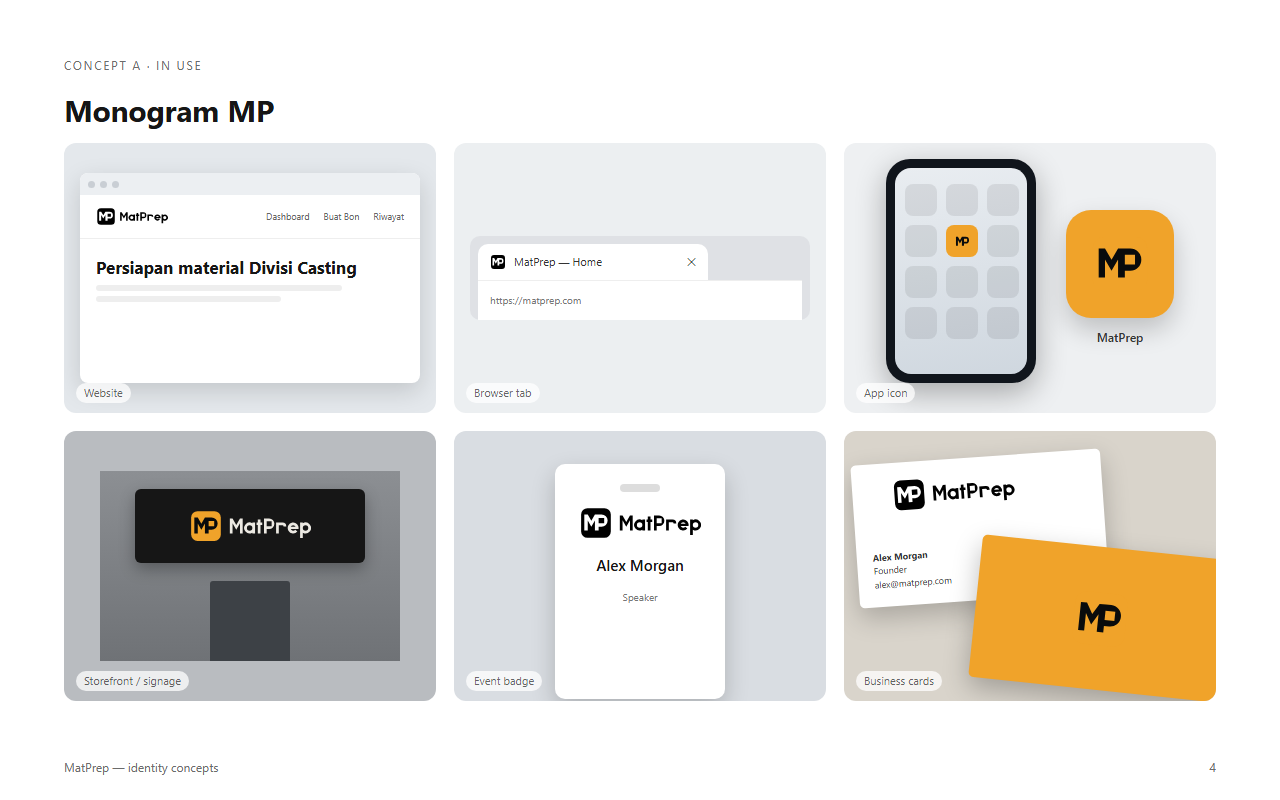 CONCEPT A · IN USE
Monogram MP
MP MatPrep
Dashboard Buat Bon Riwayat
Persiapan material Divisi Casting
Website
MP MatPrep — Home ×
https://matprep.com
Browser tab
MP
MP
MatPrep
App icon
MP MatPrep
Storefront / signage
MP MatPrep
Alex Morgan
Speaker
Event badge
MP MatPrep
Alex Morgan
Founder
alex@matprep.com
MP
Business cards
MatPrep — identity concepts
4